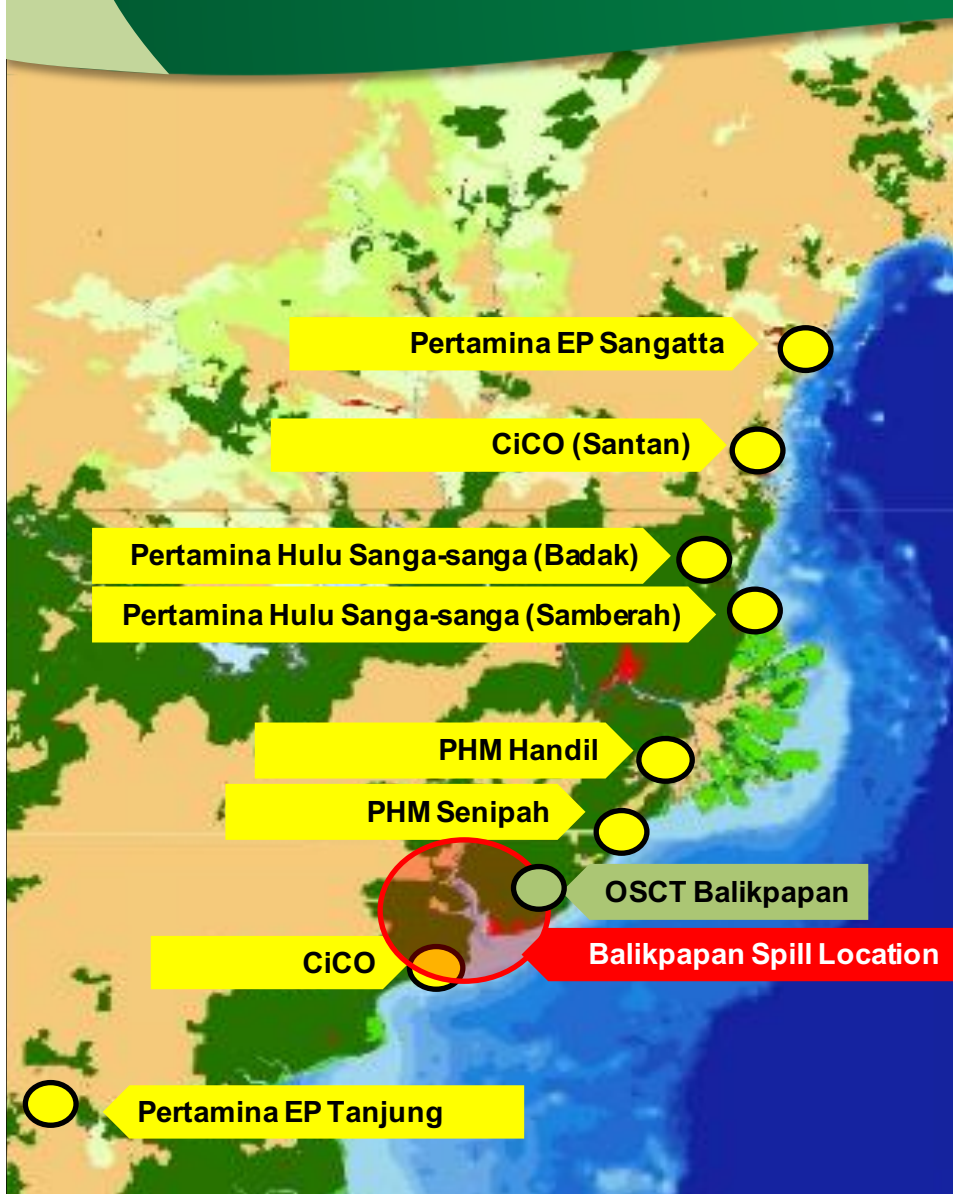 Pertamina EP Sangatta
CiCO (Santan)
Pertamina Hulu Sanga-sanga (Badak)
Pertamina Hulu Sanga-sanga (Samberah)
PHM Handil
PHM Senipah
OSCT Balikpapan
Balikpapan Spill Location
CiCO
Pertamina EP Tanjung